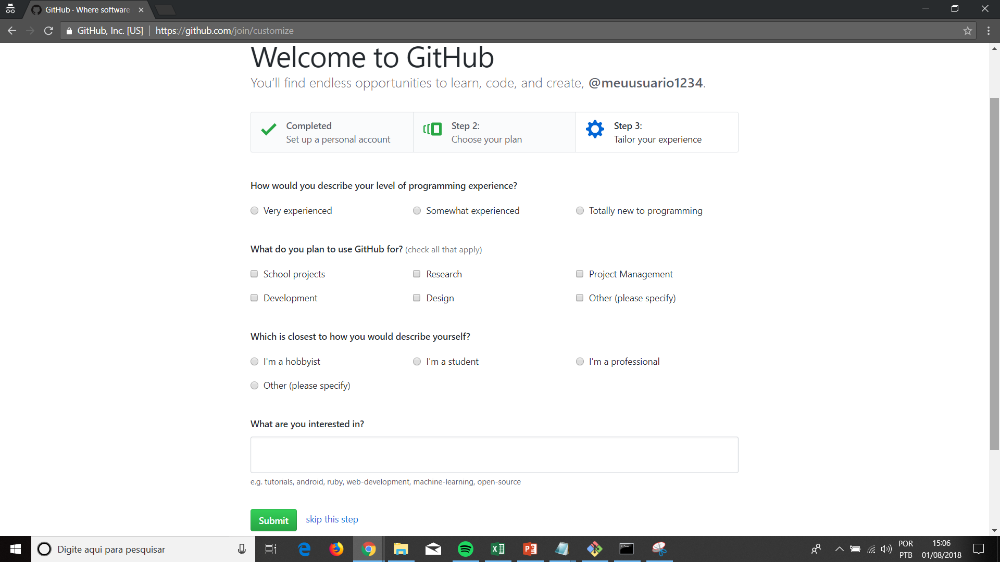 GitHub · Where software
GitHub, Inc. [US] https://github.com/join/customize
Welcome to GitHub
You’ll find endless opportunities to learn, code, and create, @meuusuario1234.
Completed
Set up a personal account
Step 2:
Choose your plan
Step 3:
Tailor your experience
How would you describe your level of programming experience?
Very experienced
Somewhat experienced
Totally new to programming
What do you plan to use GitHub for? (check all that apply)
School projects
Research
Project Management
Development
Design
Other (please specify)
Which is closest to how you would describe yourself?
I'm a hobbyist
I'm a student
I'm a professional
Other (please specify)
What are you interested in?
e.g. tutorials, android, ruby, web-development, machine-learning, open-source
Submit
skip this step
Digite aqui para pesquisar
POR
PTB
15:06
01/08/2018